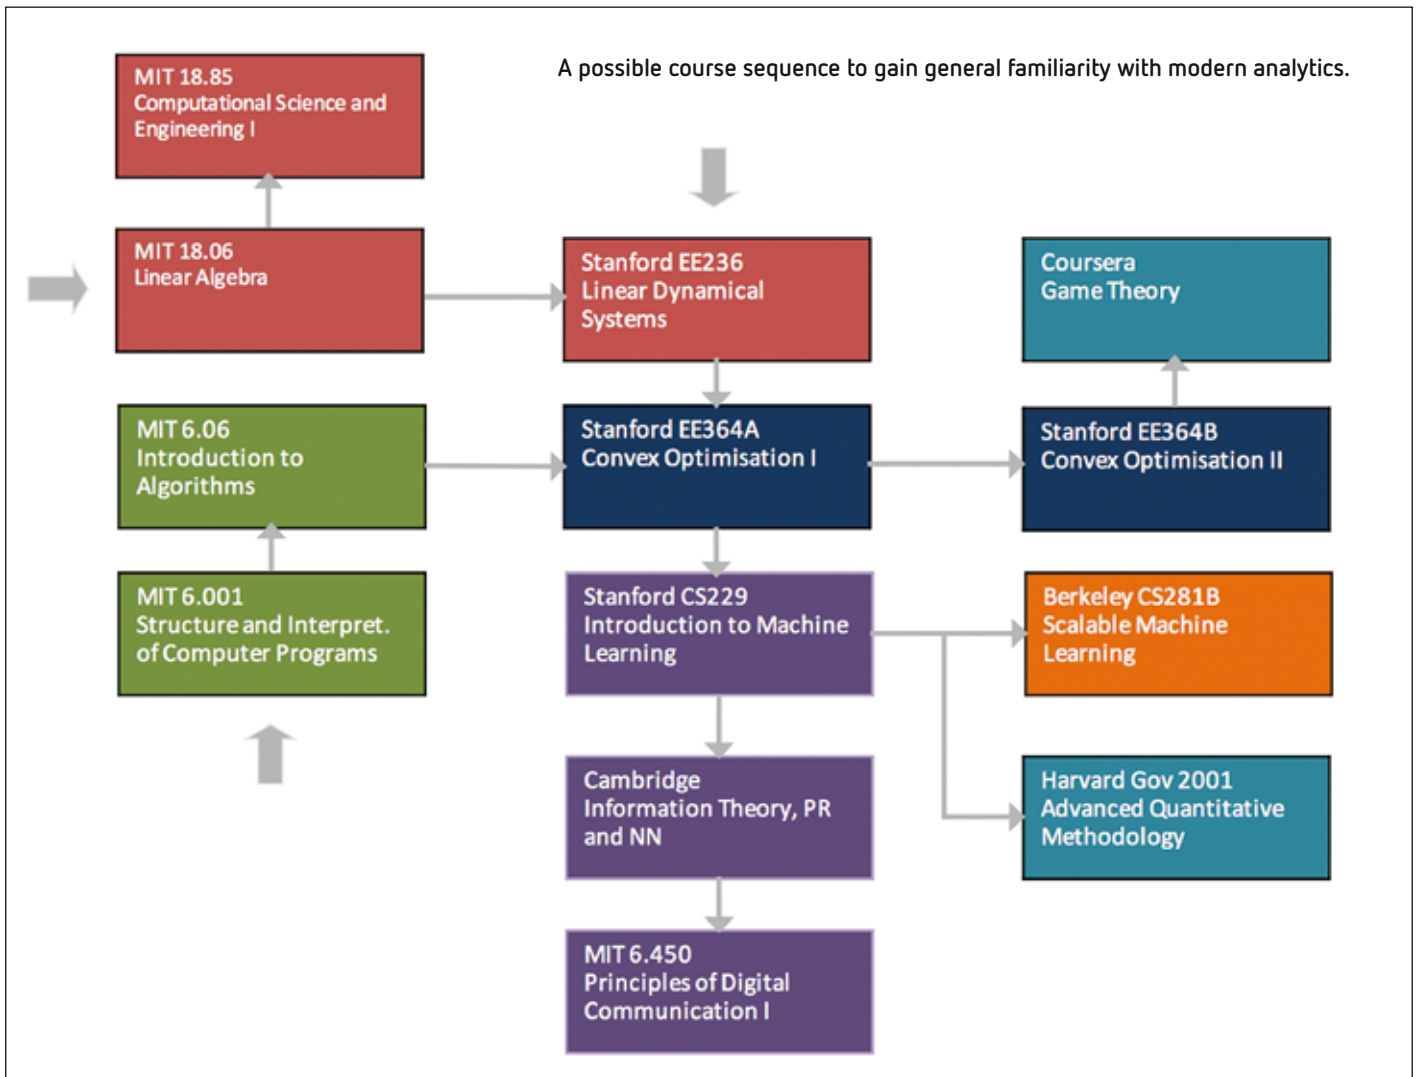 A possible course sequence to gain general familiarity with modern analytics.
MIT 18.85
Computational Science and
Engineering I
MIT 18.06
Linear Algebra
Stanford EE236
Linear Dynamical
Systems
Coursera
Game Theory
MIT 6.06
Introduction to
Algorithms
Stanford EE364A
Convex Optimisation I
Stanford EE364B
Convex Optimisation II
MIT 6.001
Structure and Interpret.
of Computer Programs
Stanford CS229
Introduction to Machine
Learning
Berkeley CS281B
Scalable Machine
Learning
Cambridge
Information Theory, PR
and NN
Harvard Gov 2001
Advanced Quantitative
Methodology
MIT 6.450
Principles of Digital
Communication I